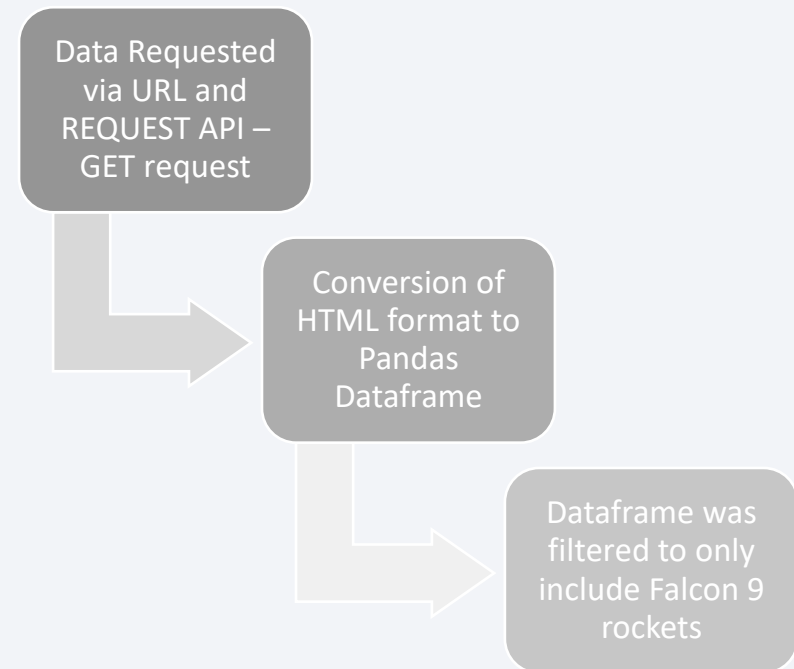 Data Requested
via URL and
REQUEST API –
GET request
Conversion of
HTML format to
Pandas
Dataframe
Dataframe was
filtered to only
include Falcon 9
rockets